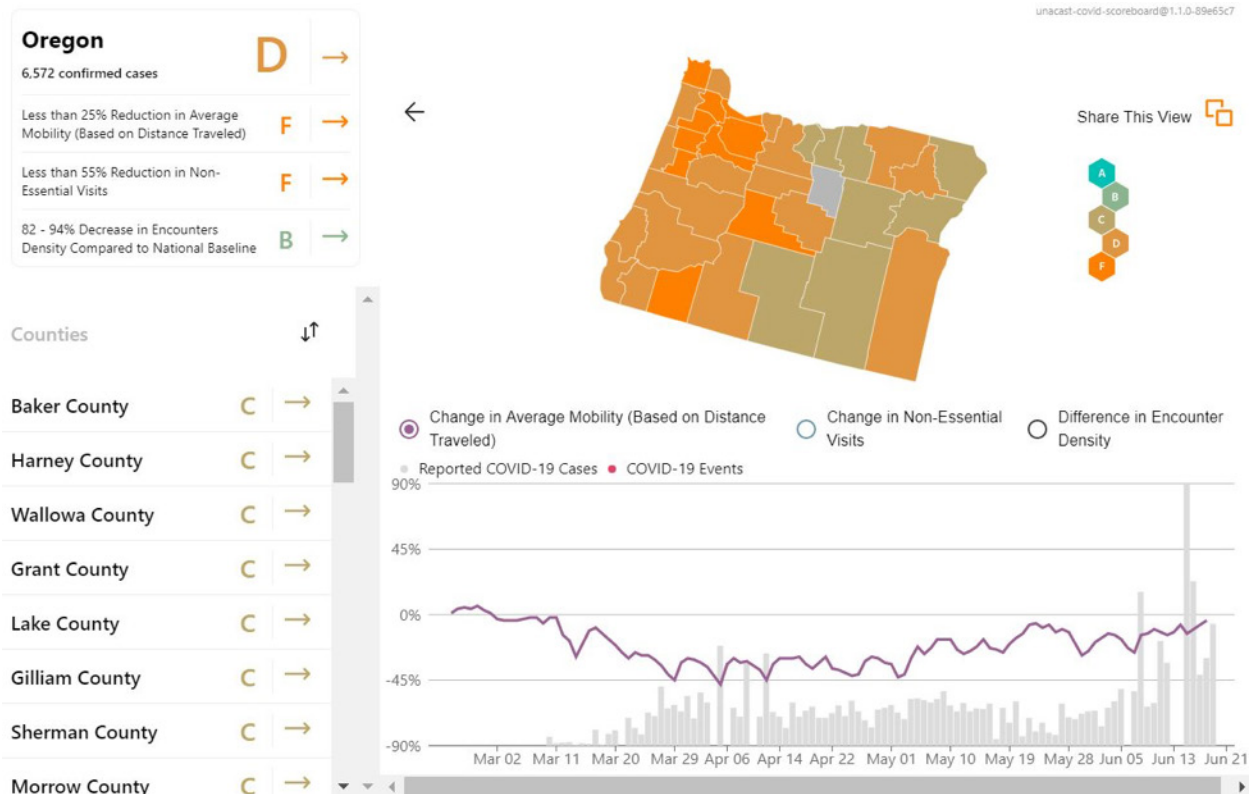 unacast-covid-scoreboard@1.1.0-89e65c7
Oregon
D
6,572 confirmed cases
Less than 25% Reduction in Average
Mobility (Based on Distance Traveled)
F
Less than 55% Reduction in Non-
Essential Visits
F
82 - 94% Decrease in Encounters
Density Compared to National Baseline
B
Share This View
A
B
C
D
F
Counties
Baker County C
Harney County C
Wallowa County C
Grant County C
Lake County C
Gilliam County C
Sherman County C
Morrow County C
Change in Average Mobility (Based on Distance
Traveled)
Change in Non-Essential
Visits
Difference in Encounter
Density
Reported COVID-19 Cases
COVID-19 Events
90%
45%
0%
-45%
-90%
Mar 02 Mar 11 Mar 20 Mar 29 Apr 06 Apr 14 Apr 22 May 01 May 10 May 19 May 28 Jun 05 Jun 13 Jun 21